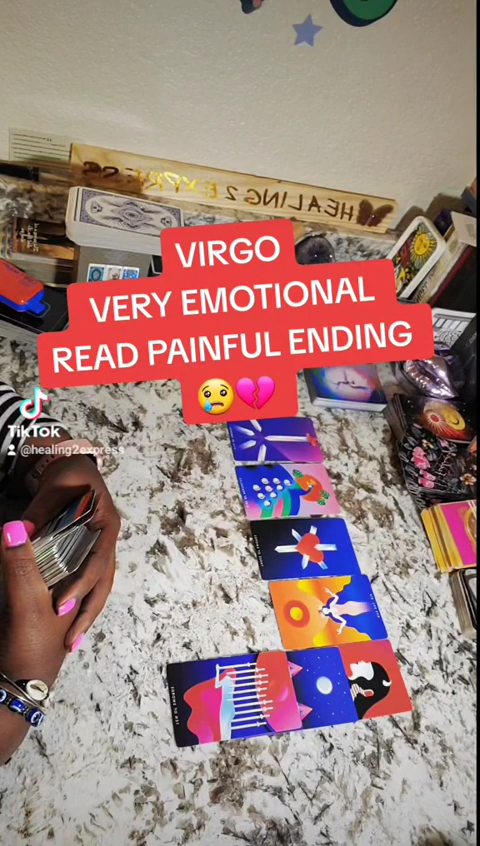 HEALING 2 EXPRESS
VIRGO
VERY EMOTIONAL
READ PAINFUL ENDING
😢💔
TikTok
@healing2express